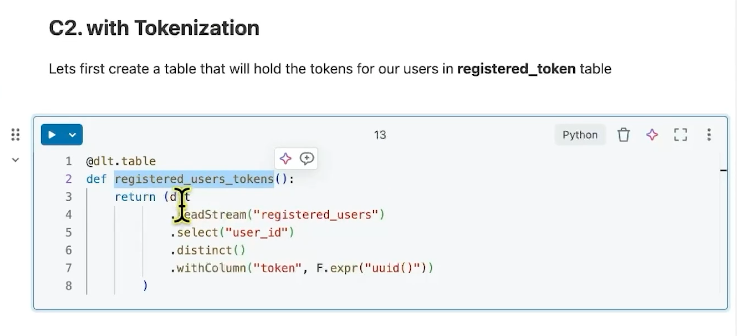 C2. with Tokenization
Lets first create a table that will hold the tokens for our users in registered_token table
13
Python
1 @dlt.table
2 def registered_users_tokens():
3 return (dlt
4 .readStream("registered_users")
5 .select("user_id")
6 .distinct()
7 .withColumn("token", F.expr("uuid()"))
8 )